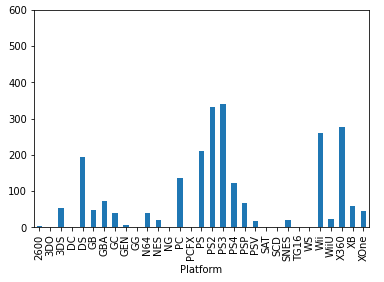 600
500
400
300
200
100
0
2600
3DO
3DS
DC
DS
GB
GBA
GC
GEN
GG
N64
NES
NG
PC
PCFX
PS
PS2
PS3
PS4
PSP
PSV
SAT
SCD
SNES
TG16
WS
Wii
WiiU
X360
XB
XOne
Platform